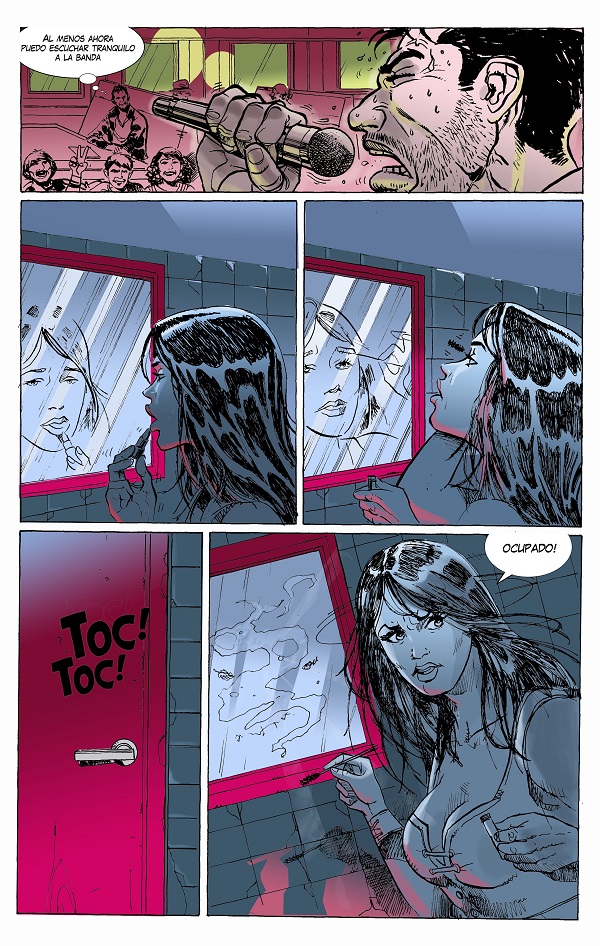 AL MENOS AHORA
PUEDO ESCUCHAR TRANQUILO
A LA BANDA
TOC!
TOC!
OCUPADO!